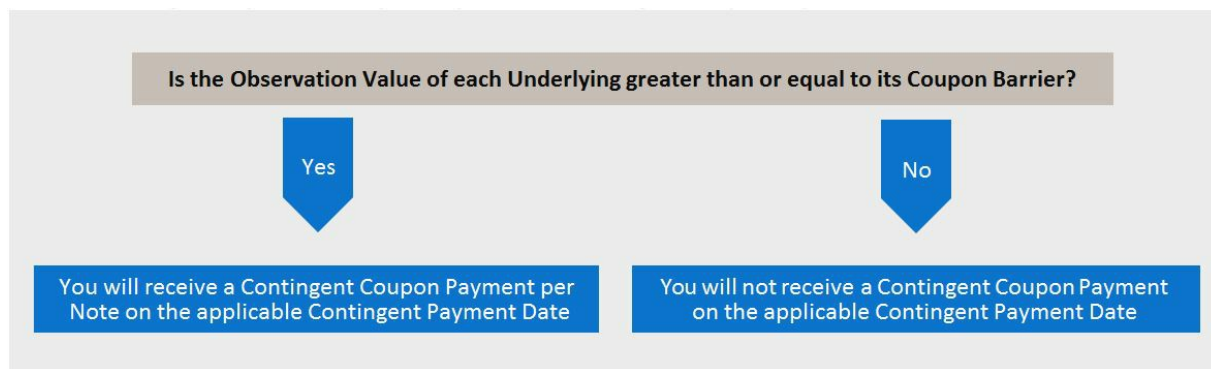 Is the Observation Value of each Underlying greater than or equal to its Coupon Barrier?
Yes
No
You will receive a Contingent Coupon Payment per
Note on the applicable Contingent Payment Date
You will not receive a Contingent Coupon Payment
on the applicable Contingent Payment Date